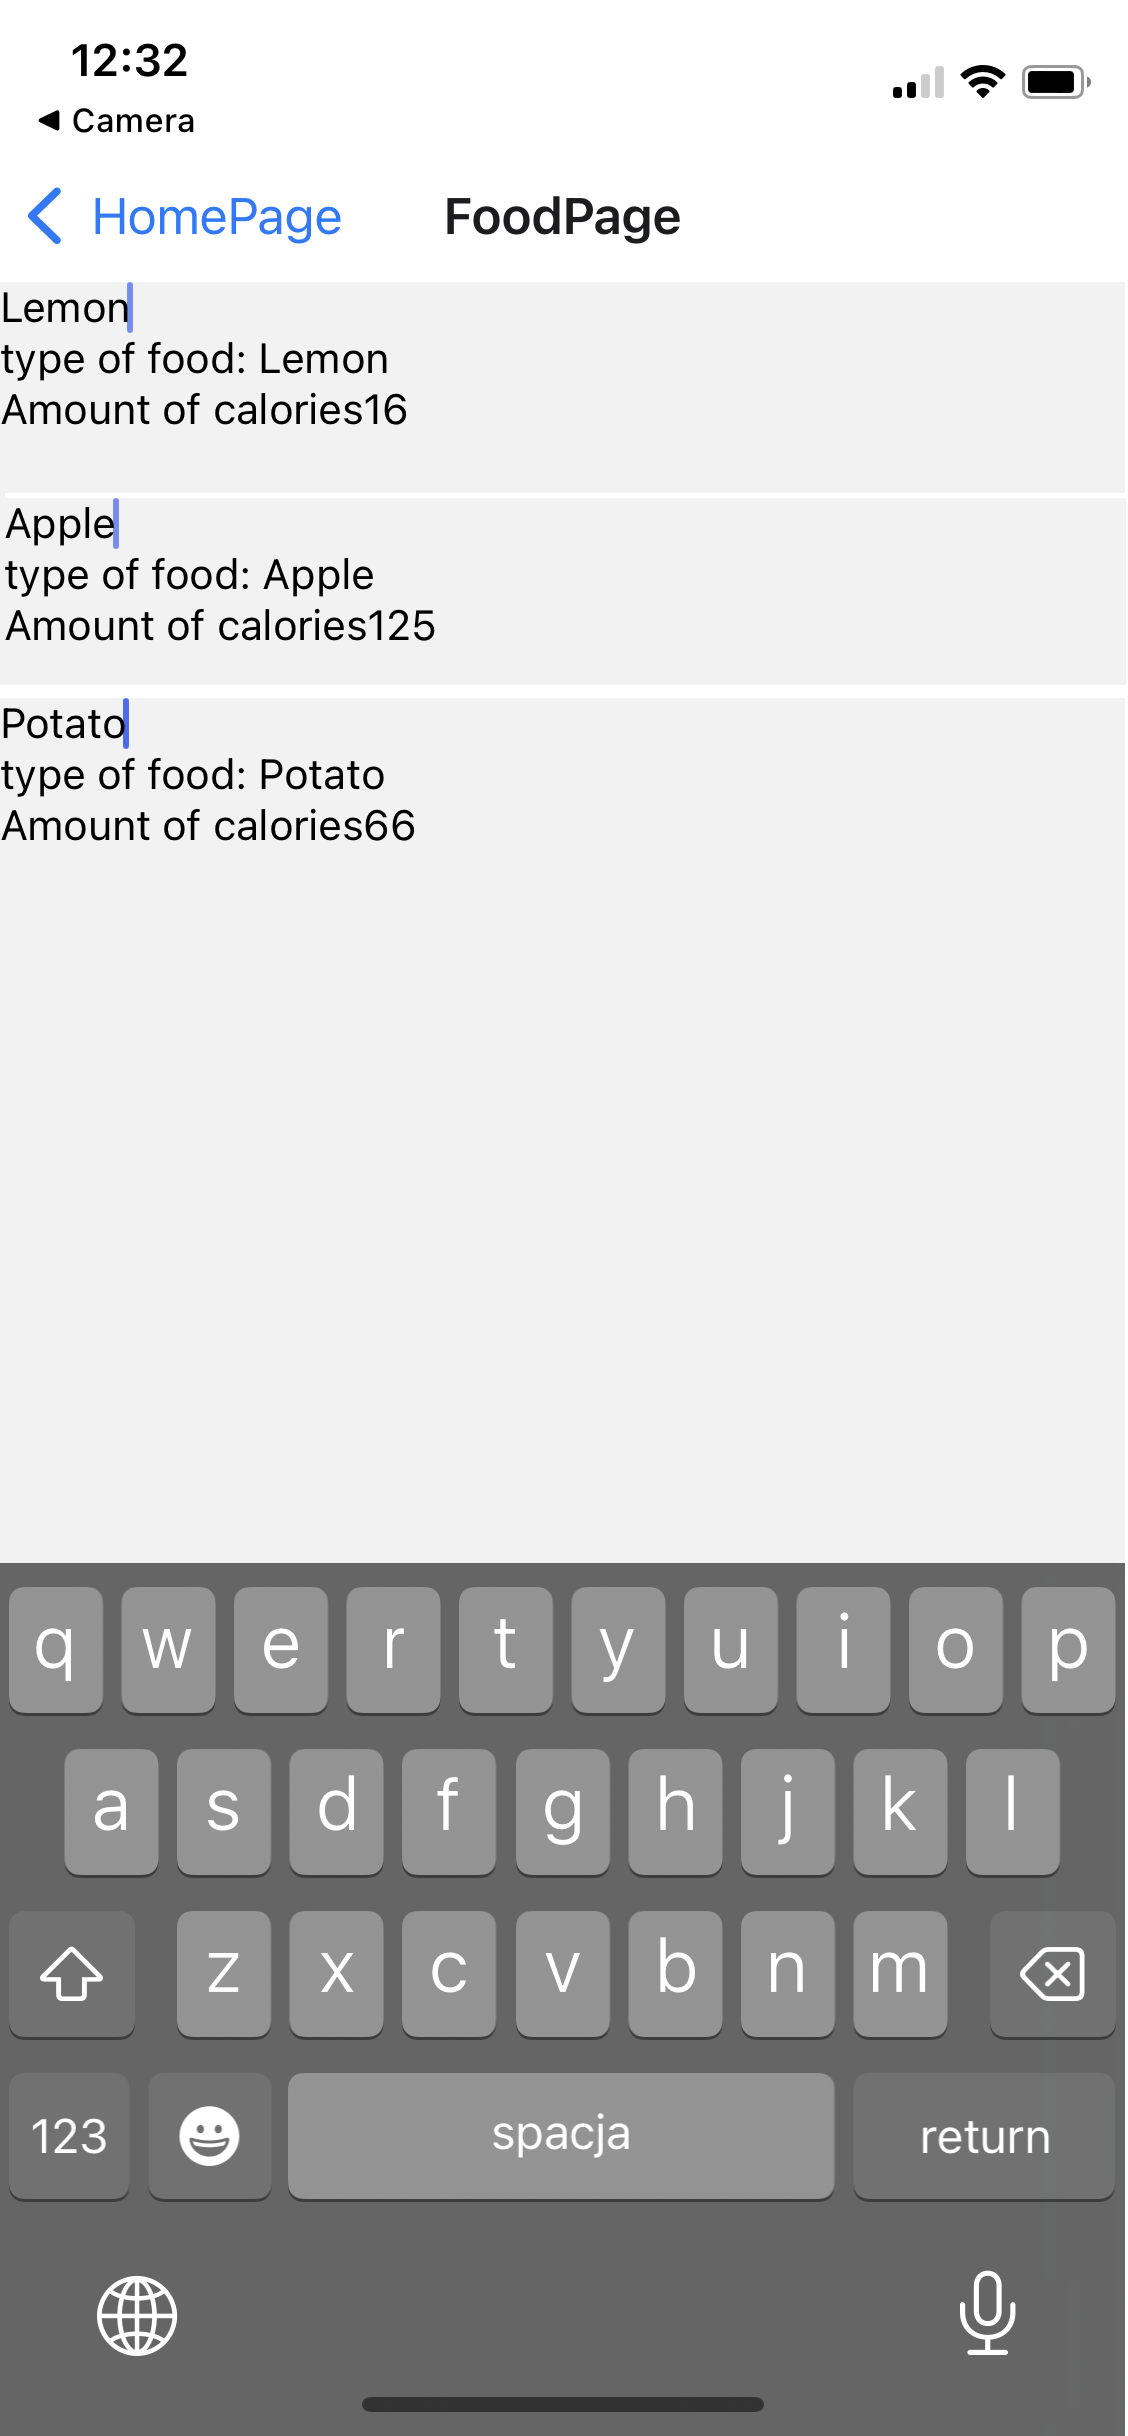 12:32
◀ Camera
HomePage FoodPage
Lemon
type of food: Lemon
Amount of calories16
Apple
type of food: Apple
Amount of calories125
Potato
type of food: Potato
Amount of calories66
q w e r t y u i o p
a s d f g h j k l
z x c v b n m
123 spacja return